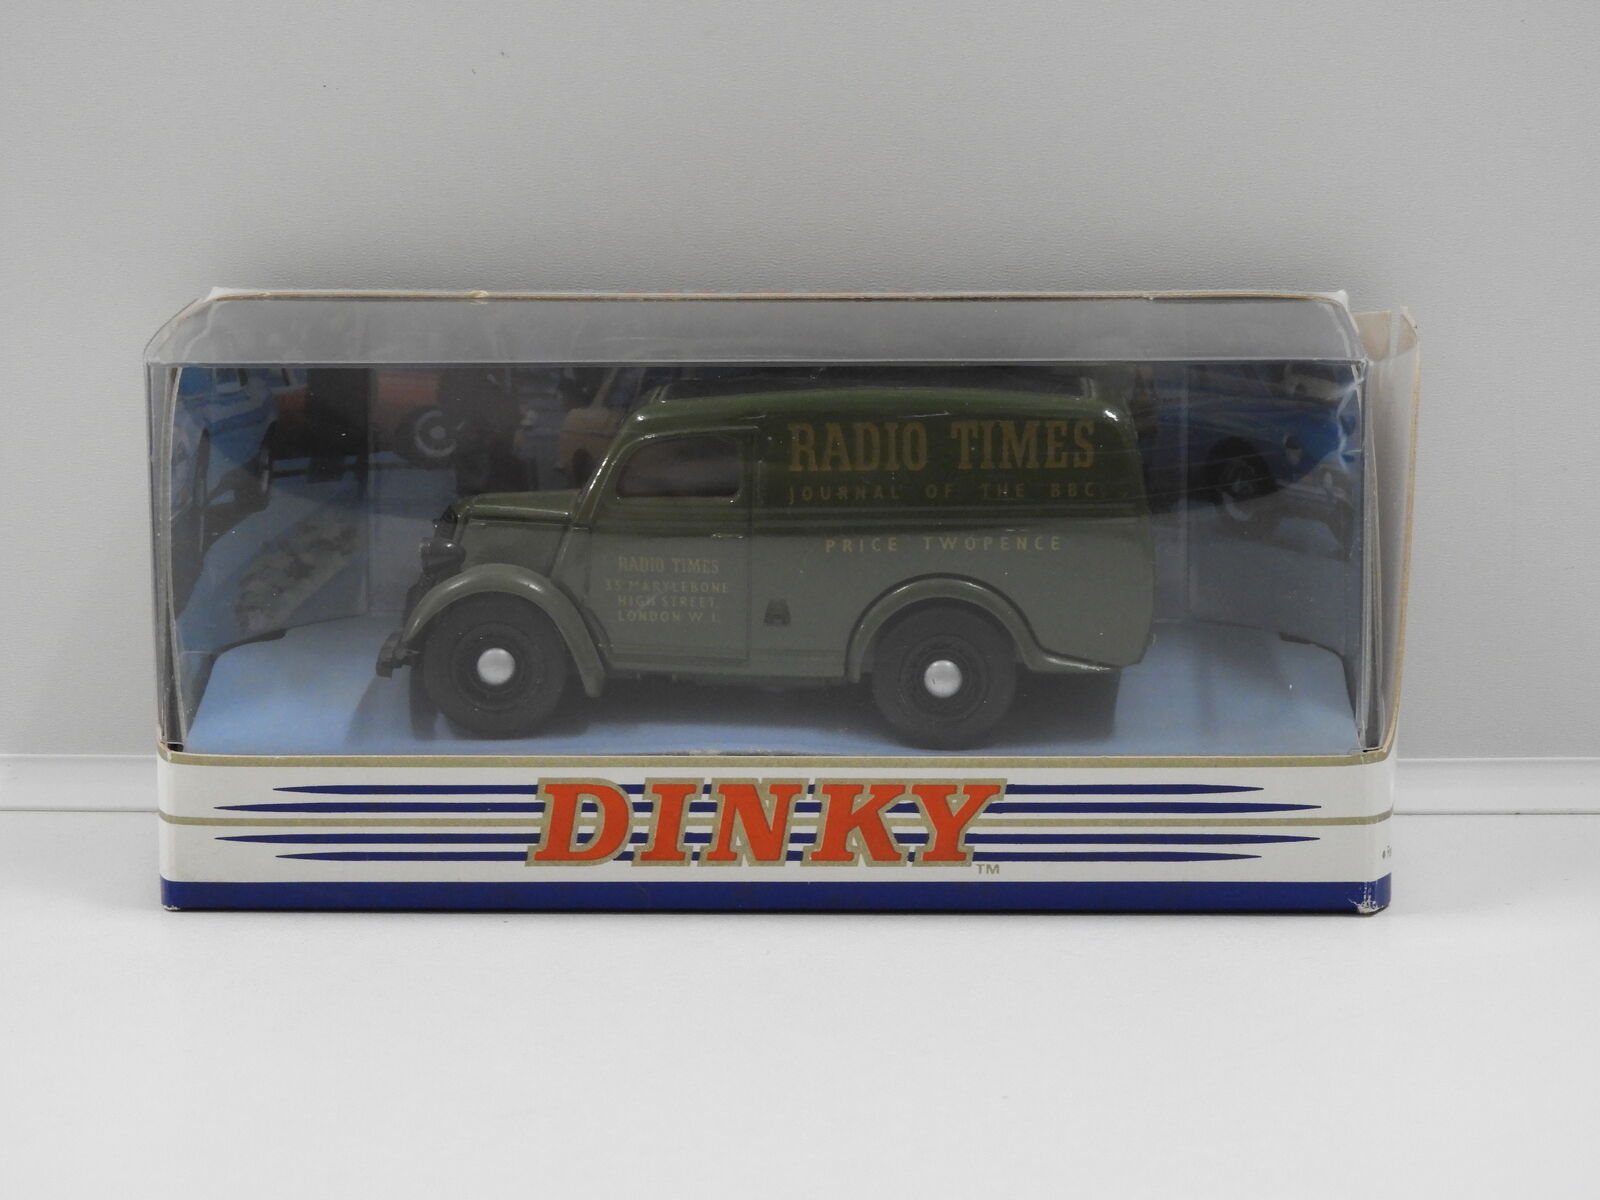 RADIO TIMES
JOURNAL OF THE BBC
PRICE TWOPENCE
RADIO TIMES
35 MARYLEBONE
HIGH STREET,
LONDON W.1.
DINKY
TM